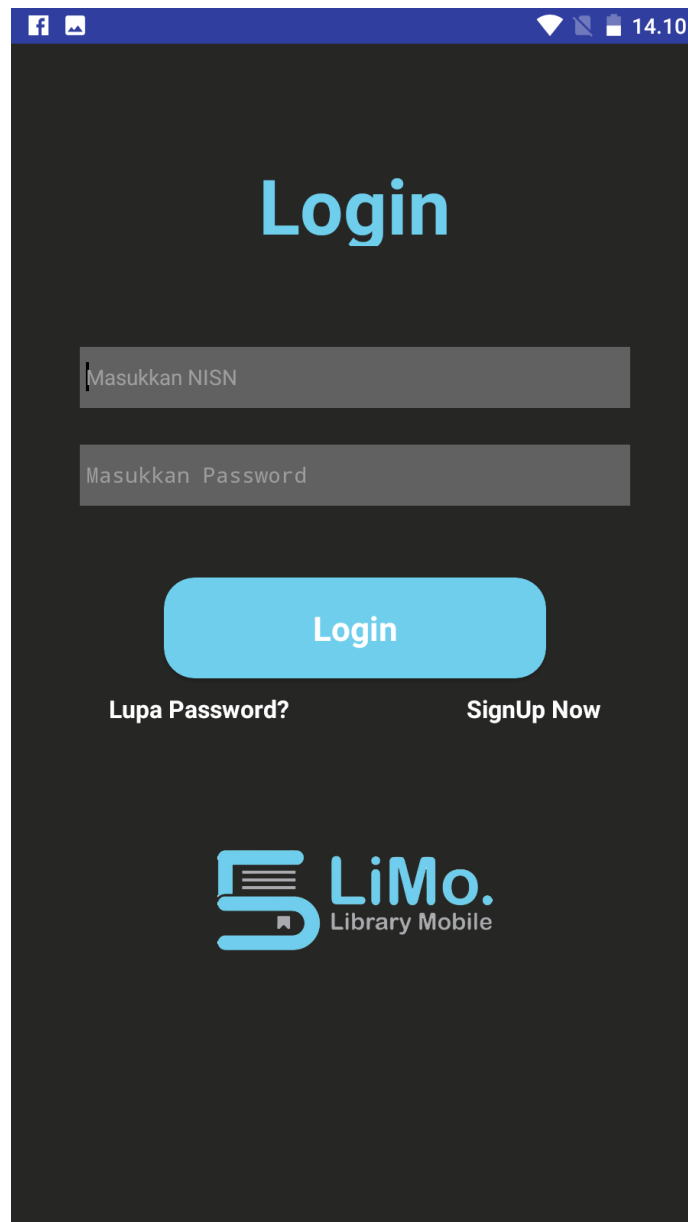 14.10
Login
Masukkan NISN
Masukkan Password
Login
Lupa Password? SignUp Now
LiMo.
Library Mobile